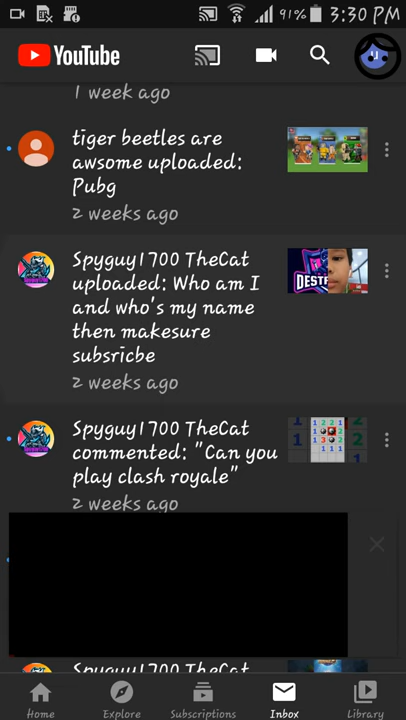 91% 3:30 PM
YouTube
1 week ago
tiger beetles are
awsome uploaded:
Pubg
2 weeks ago
Spyguy1700 TheCat
uploaded: Who am I
and who's my name
then makesure
subsricbe
2 weeks ago
DEST
Spyguy1700 TheCat
commented: "Can you
play clash royale"
2 weeks ago
Spyguy1700 TheCat
Home Explore Subscriptions Inbox Library